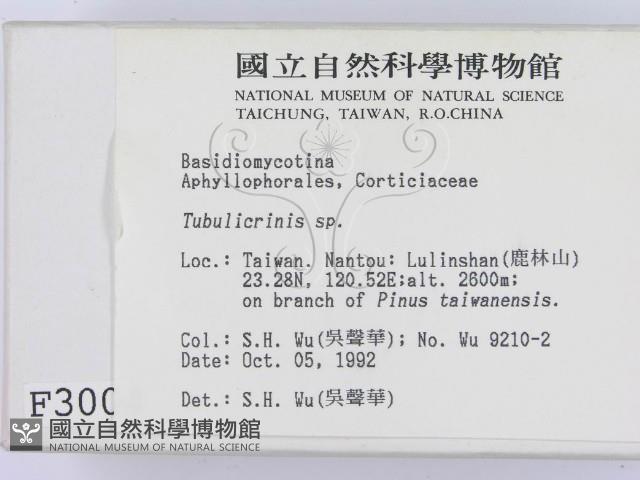 國立自然科學博物館
NATIONAL MUSEUM OF NATURAL SCIENCE
TAICHUNG, TAIWAN, R.O.CHINA
Basidiomycotina
Aphyllophorales, Corticiaceae
Tubulicrinis sp.
Loc.: Taiwan. Nantou: Lulinshan(鹿林山)
23.28N, 120.52E;alt. 2600m;
on branch of Pinus taiwanensis.
Col.: S.H. Wu(吳聲華); No. Wu 9210-2
Date: Oct. 05, 1992
Det.: S.H. Wu(吳聲華)
F300
國立自然科學博物館
NATIONAL MUSEUM OF NATURAL SCIENCE